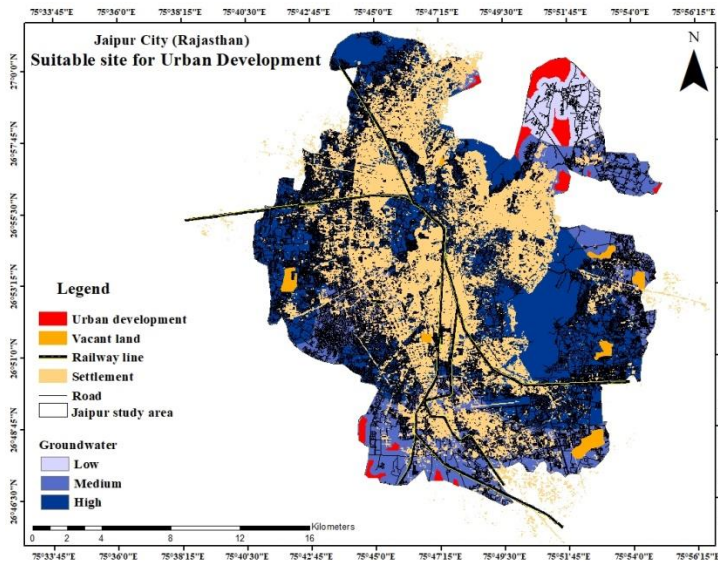 75°33'45"E 75°36'0"E 75°38'15"E 75°40'30"E 75°42'45"E 75°45'0"E 75°47'15"E 75°49'30"E 75°51'45"E 75°54'0"E 75°56'15"E
Jaipur City (Rajasthan)
Suitable site for Urban Development
N
27°0'0"N
26°57'45"N
26°55'30"N
26°53'15"N
26°51'0"N
26°48'45"N
26°46'30"N
Legend
Urban development
Vacant land
Railway line
Settlement
Road
Jaipur study area
Groundwater
Low
Medium
High
Kilometers
0 2 4 8 12 16
75°33'45"E 75°36'0"E 75°38'15"E 75°40'30"E 75°42'45"E 75°45'0"E 75°47'15"E 75°49'30"E 75°51'45"E 75°54'0"E 75°56'15"E